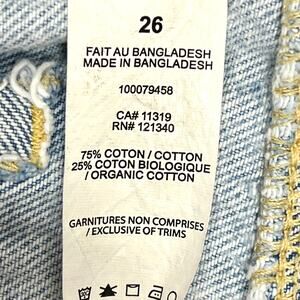 26
FAIT AU BANGLADESH
MADE IN BANGLADESH
100079458
CA# 11319
RN# 121340
75% COTON / COTTON
25% COTON BIOLOGIQUE
/ ORGANIC COTTON
GARNITURES NON COMPRISES
/ EXCLUSIVE OF TRIMS